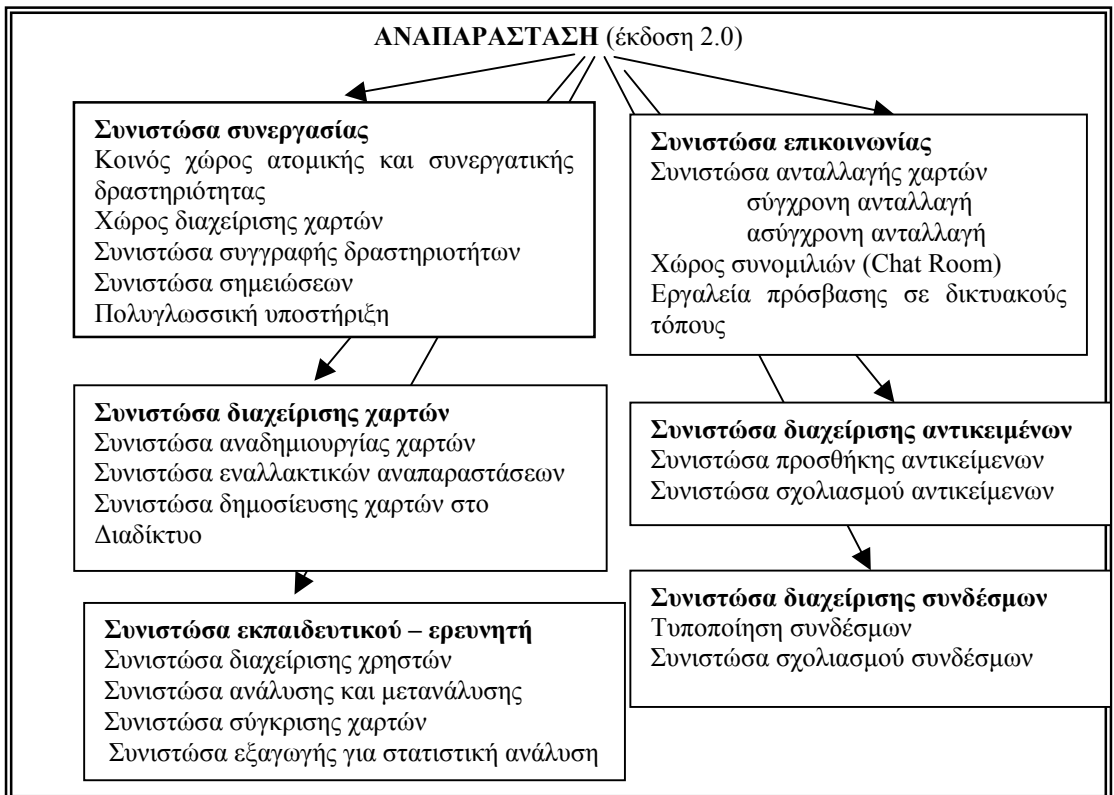 ΑΝΑΠΑΡΑΣΤΑΣΗ (έκδοση 2.0)
Συνιστώσα συνεργασίας
Κοινός χώρος ατομικής και συνεργατικής
δραστηριότητας
Χώρος διαχείρισης χαρτών
Συνιστώσα συγγραφής δραστηριοτήτων
Συνιστώσα σημειώσεων
Πολυγλωσσική υποστήριξη
Συνιστώσα επικοινωνίας
Συνιστώσα ανταλλαγής χαρτών
σύγχρονη ανταλλαγή
ασύγχρονη ανταλλαγή
Χώρος συνομιλιών (Chat Room)
Εργαλεία πρόσβασης σε δικτυακούς
τόπους
Συνιστώσα διαχείρισης χαρτών
Συνιστώσα αναδημιουργίας χαρτών
Συνιστώσα εναλλακτικών αναπαραστάσεων
Συνιστώσα δημοσίευσης χαρτών στο
Διαδίκτυο
Συνιστώσα διαχείρισης αντικειμένων
Συνιστώσα προσθήκης αντικείμενων
Συνιστώσα σχολιασμού αντικείμενων
Συνιστώσα εκπαιδευτικού – ερευνητή
Συνιστώσα διαχείρισης χρηστών
Συνιστώσα ανάλυσης και μετανάλυσης
Συνιστώσα σύγκρισης χαρτών
Συνιστώσα εξαγωγής για στατιστική ανάλυση
Συνιστώσα διαχείρισης συνδέσμων
Τυποποίηση συνδέσμων
Συνιστώσα σχολιασμού συνδέσμων